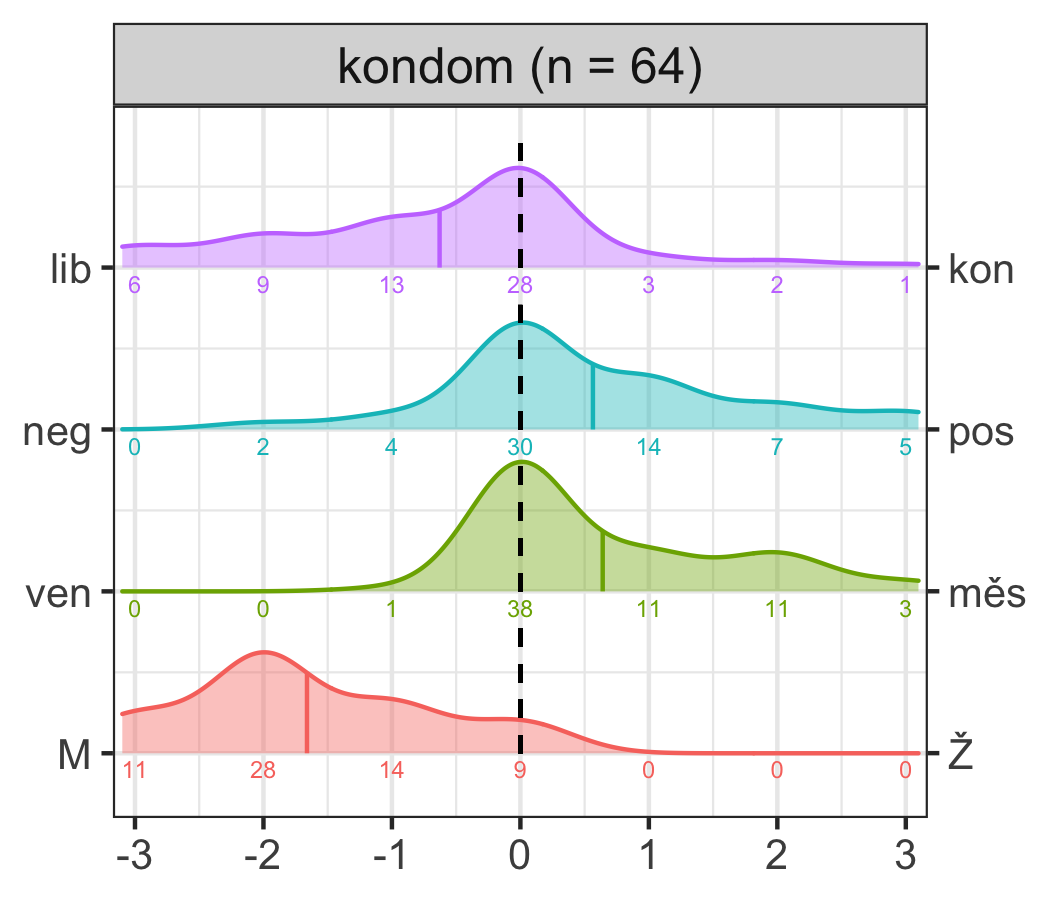 kondom (n = 64)
lib kon
6 9 13 28 3 2 1
neg pos
0 2 4 30 14 7 5
ven měs
0 0 1 38 11 11 3
M Ž
11 28 14 9 0 0 0
-3 -2 -1 0 1 2 3